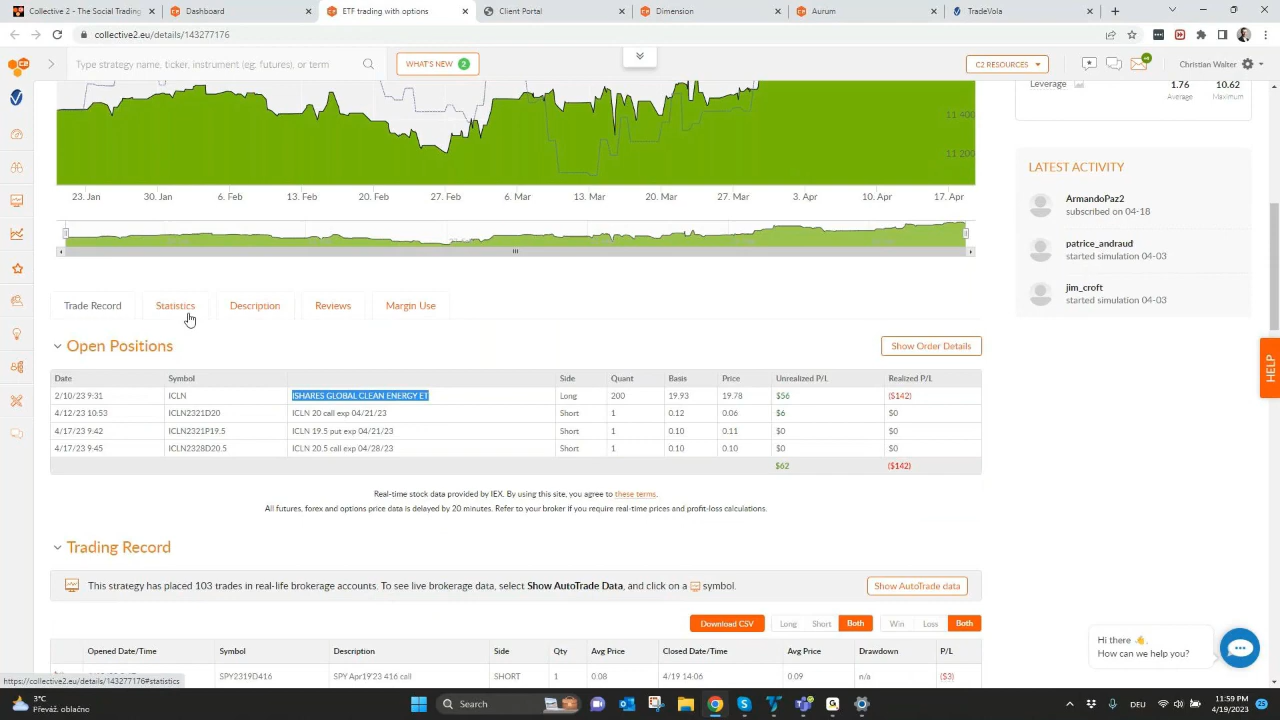 Collective 2 - The Social Trading
Dashboard
ETF trading with options
Client Portal
Dimension
Aurum
TradeVola
collective2.eu/details/143277176
Type strategy name, ticker, instrument (eg. futures), or term
WHAT'S NEW 2
C2 RESOURCES
Christian Walter
Leverage
1.76
10.62
Average
Maximum
11 400
11 200
23. Jan
30. Jan
6. Feb
13. Feb
20. Feb
27. Feb
6. Mar
13. Mar
20. Mar
27. Mar
3. Apr
10. Apr
17. Apr
LATEST ACTIVITY
ArmandoPaz2
subscribed on 04-18
patrice_andraud
started simulation 04-03
jim_croft
started simulation 04-03
Trade Record
Statistics
Description
Reviews
Margin Use
Open Positions
Show Order Details
Date Symbol Side Quant Basis Price Unrealized P/L Realized P/L
2/10/23 9:31 ICLN ISHARES GLOBAL CLEAN ENERGY ET Long 200 19.93 19.78 $56 ($142)
4/12/23 10:53 ICLN2321D20 ICLN 20 call exp 04/21/23 Short 1 0.12 0.06 $6 $0
4/17/23 9:42 ICLN2321P19.5 ICLN 19.5 put exp 04/21/23 Short 1 0.10 0.11 $0 $0
4/17/23 9:45 ICLN2328D20.5 ICLN 20.5 call exp 04/28/23 Short 1 0.10 0.10 $0 $0
$62 ($142)
Real-time stock data provided by IEX. By using this site, you agree to these terms.
All futures, forex and options price data is delayed by 20 minutes. Refer to your broker if you require real-time prices and profit-loss calculations.
HELP
Trading Record
This strategy has placed 103 trades in real-life brokerage accounts. To see live brokerage data, select Show AutoTrade Data, and click on a symbol.
Show AutoTrade data
Download CSV
Long
Short
Both
Win
Loss
Both
Opened Date/Time Symbol Description Side Qty Avg Price Closed Date/Time Avg Price Drawdown P/L
SPY2319D416 SPY Apr19'23 416 call SHORT 1 0.08 4/19 14:06 0.09 n/a ($3)
Hi there 👋.
How can we help you?
https://collective2.eu/details/143277176#statistics
3°C
Převáž. oblačno
Search
DEU
11:59 PM
4/19/2023